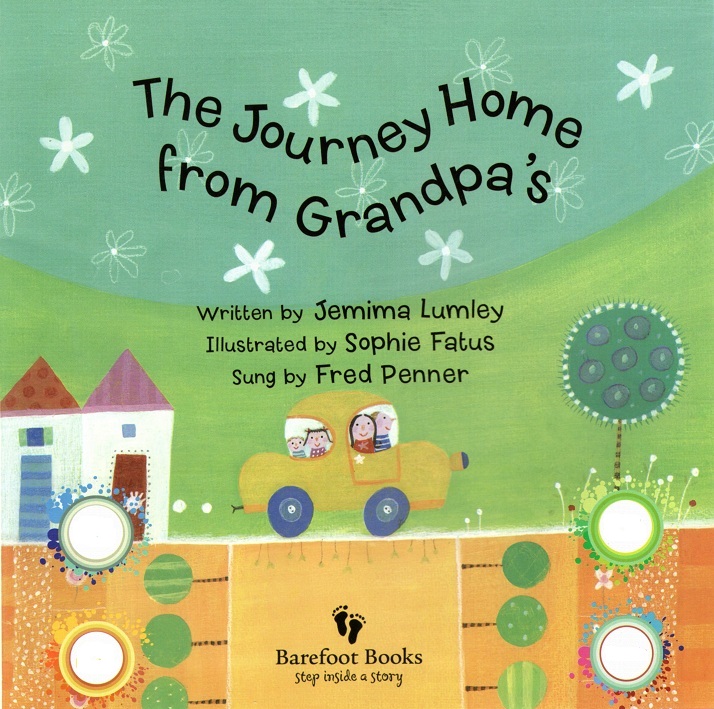 The Journey Home
from Grandpa's
Written by Jemima Lumley
Illustrated by Sophie Fatus
Sung by Fred Penner
Barefoot Books
step inside a story